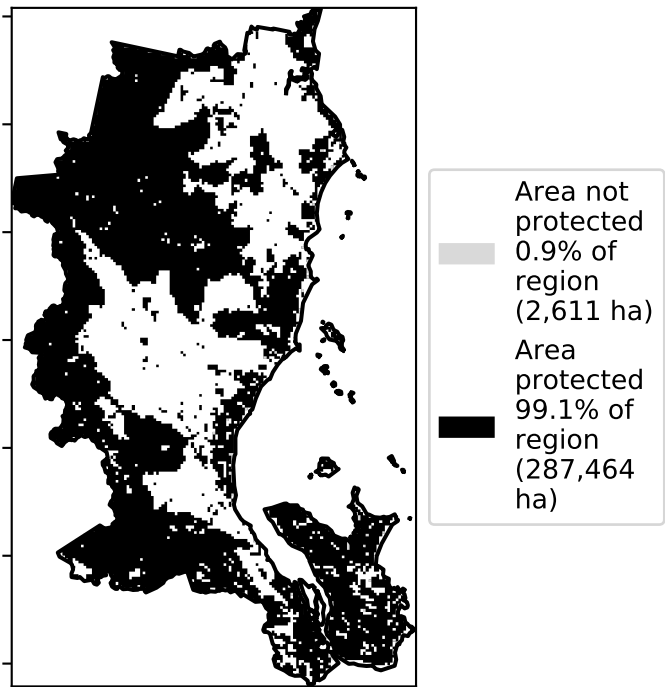 Area not
protected
0.9% of
region
(2,611 ha)
Area
protected
99.1% of
region
(287,464
ha)